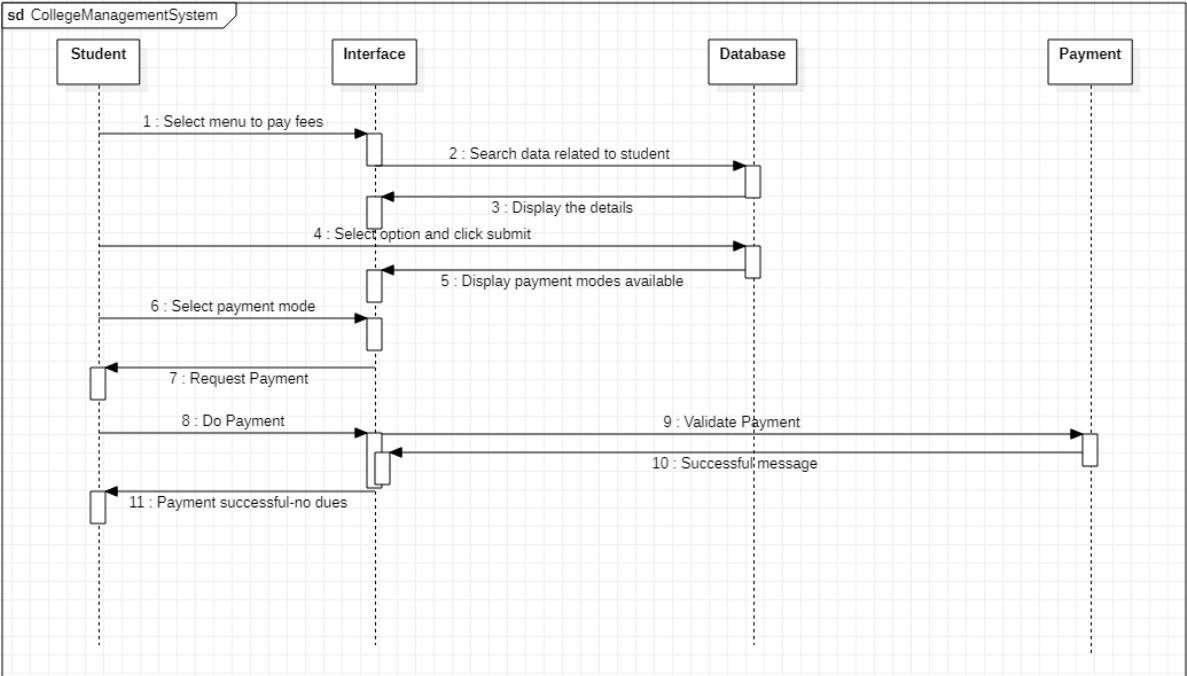 sd CollegeManagementSystem
Student
Interface
Database
Payment
1 : Select menu to pay fees
2 : Search data related to student
3 : Display the details
4 : Select option and click submit
5 : Display payment modes available
6 : Select payment mode
7 : Request Payment
8 : Do Payment
9 : Validate Payment
10 : Successful message
11 : Payment successful-no dues